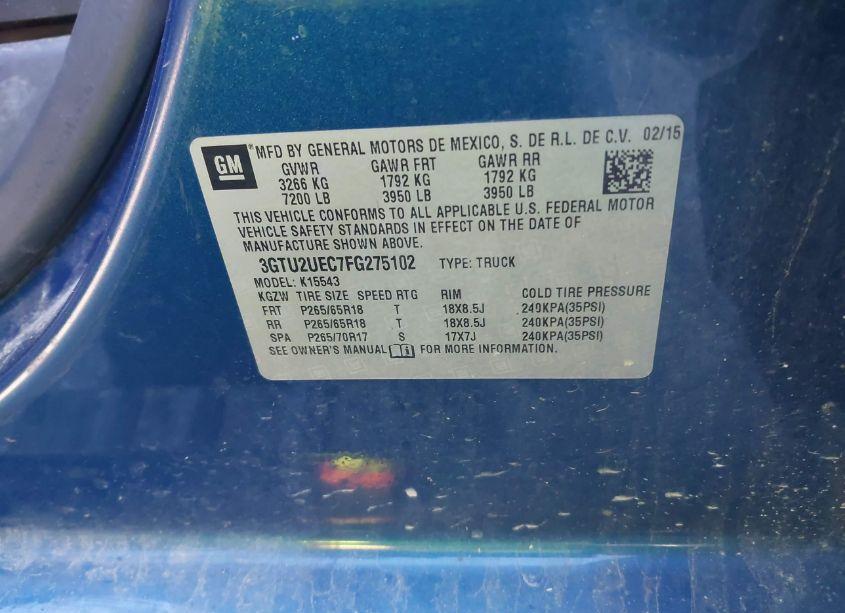 GM ® MFD BY GENERAL MOTORS DE MEXICO, S. DE R.L. DE C.V. 02/15
GVWR GAWR FRT GAWR RR
3266 KG 1792 KG 1792 KG
7200 LB 3950 LB 3950 LB
THIS VEHICLE CONFORMS TO ALL APPLICABLE U.S. FEDERAL MOTOR
VEHICLE SAFETY STANDARDS IN EFFECT ON THE DATE OF
MANUFACTURE SHOWN ABOVE.
3GTU2UEC7FG275102 TYPE: TRUCK
MODEL: K15543
KGZW TIRE SIZE SPEED RTG RIM COLD TIRE PRESSURE
FRT P265/65R18 T 18X8.5J 240KPA(35PSI)
RR P265/65R18 T 18X8.5J 240KPA(35PSI)
SPA P265/70R17 S 17X7J 240KPA(35PSI)
SEE OWNER'S MANUAL FOR MORE INFORMATION.